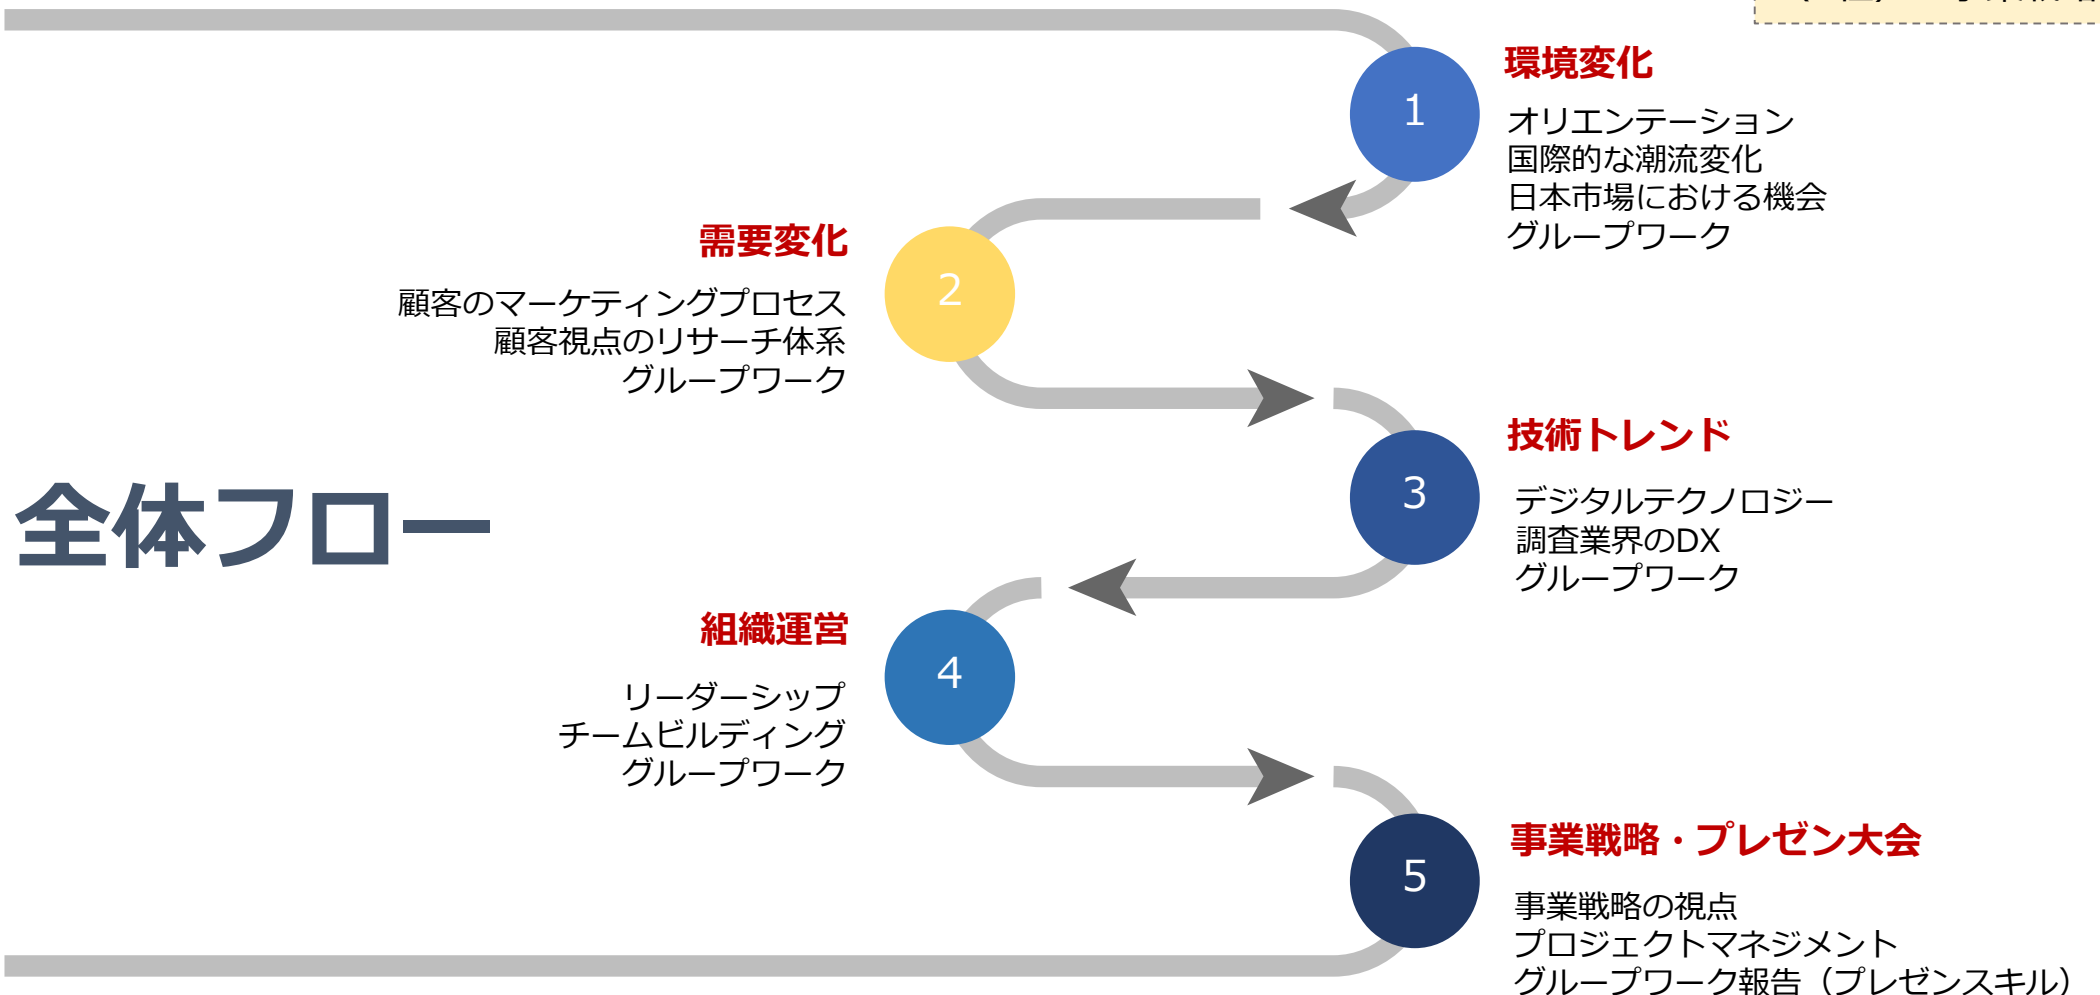 1
環境変化
オリエンテーション
国際的な潮流変化
日本市場における機会
グループワーク
需要変化
2
顧客のマーケティングプロセス
顧客視点のリサーチ体系
グループワーク
3
技術トレンド
デジタルテクノロジー
調査業界のDX
グループワーク
全体フロー
組織運営
4
リーダーシップ
チームビルディング
グループワーク
5
事業戦略・プレゼン大会
事業戦略の視点
プロジェクトマネジメント
グループワーク報告（プレゼンスキル）